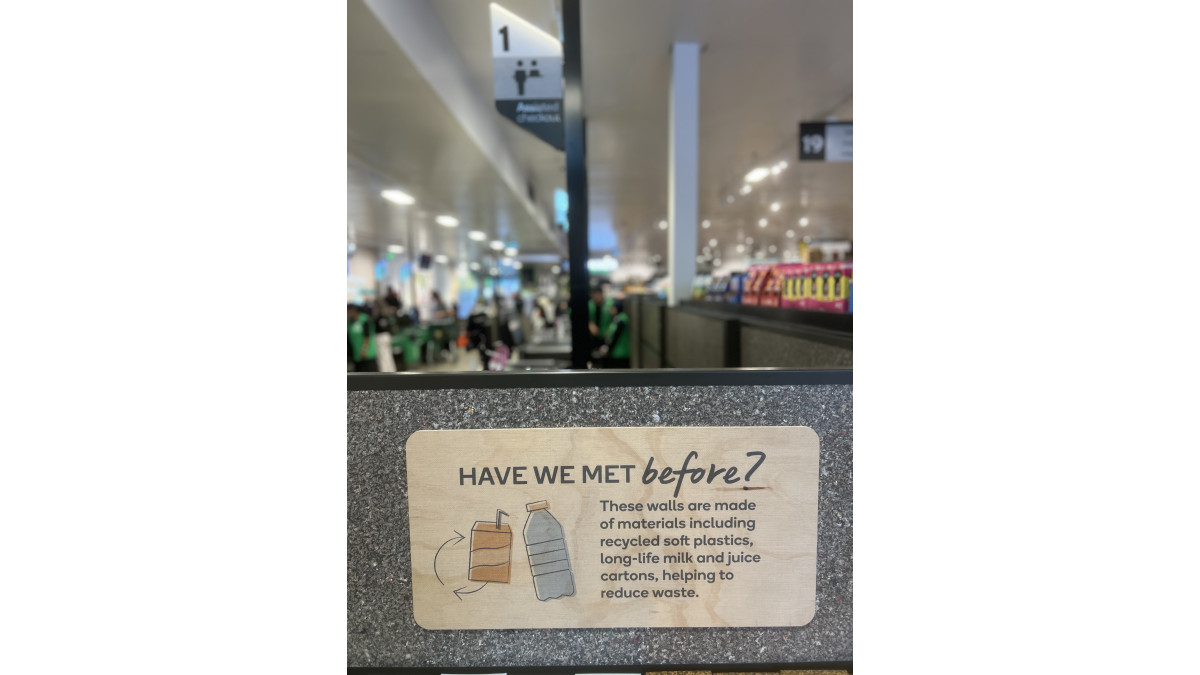 1
Assisted
checkout
19
HAVE WE MET before?
These walls are made
of materials including
recycled soft plastics,
long-life milk and juice
cartons, helping to
reduce waste.